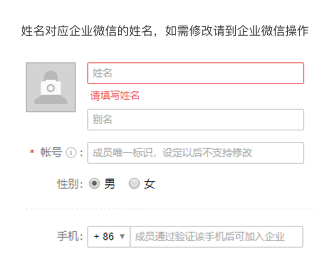 姓名对应企业微信的姓名，如需修改请到企业微信操作
姓名
请填写姓名
别名
* 帐号 ⓘ : 成员唯一标识，设定以后不支持修改
性别: 男 女
手机: + 86 ▼ 成员通过验证该手机后可加入企业